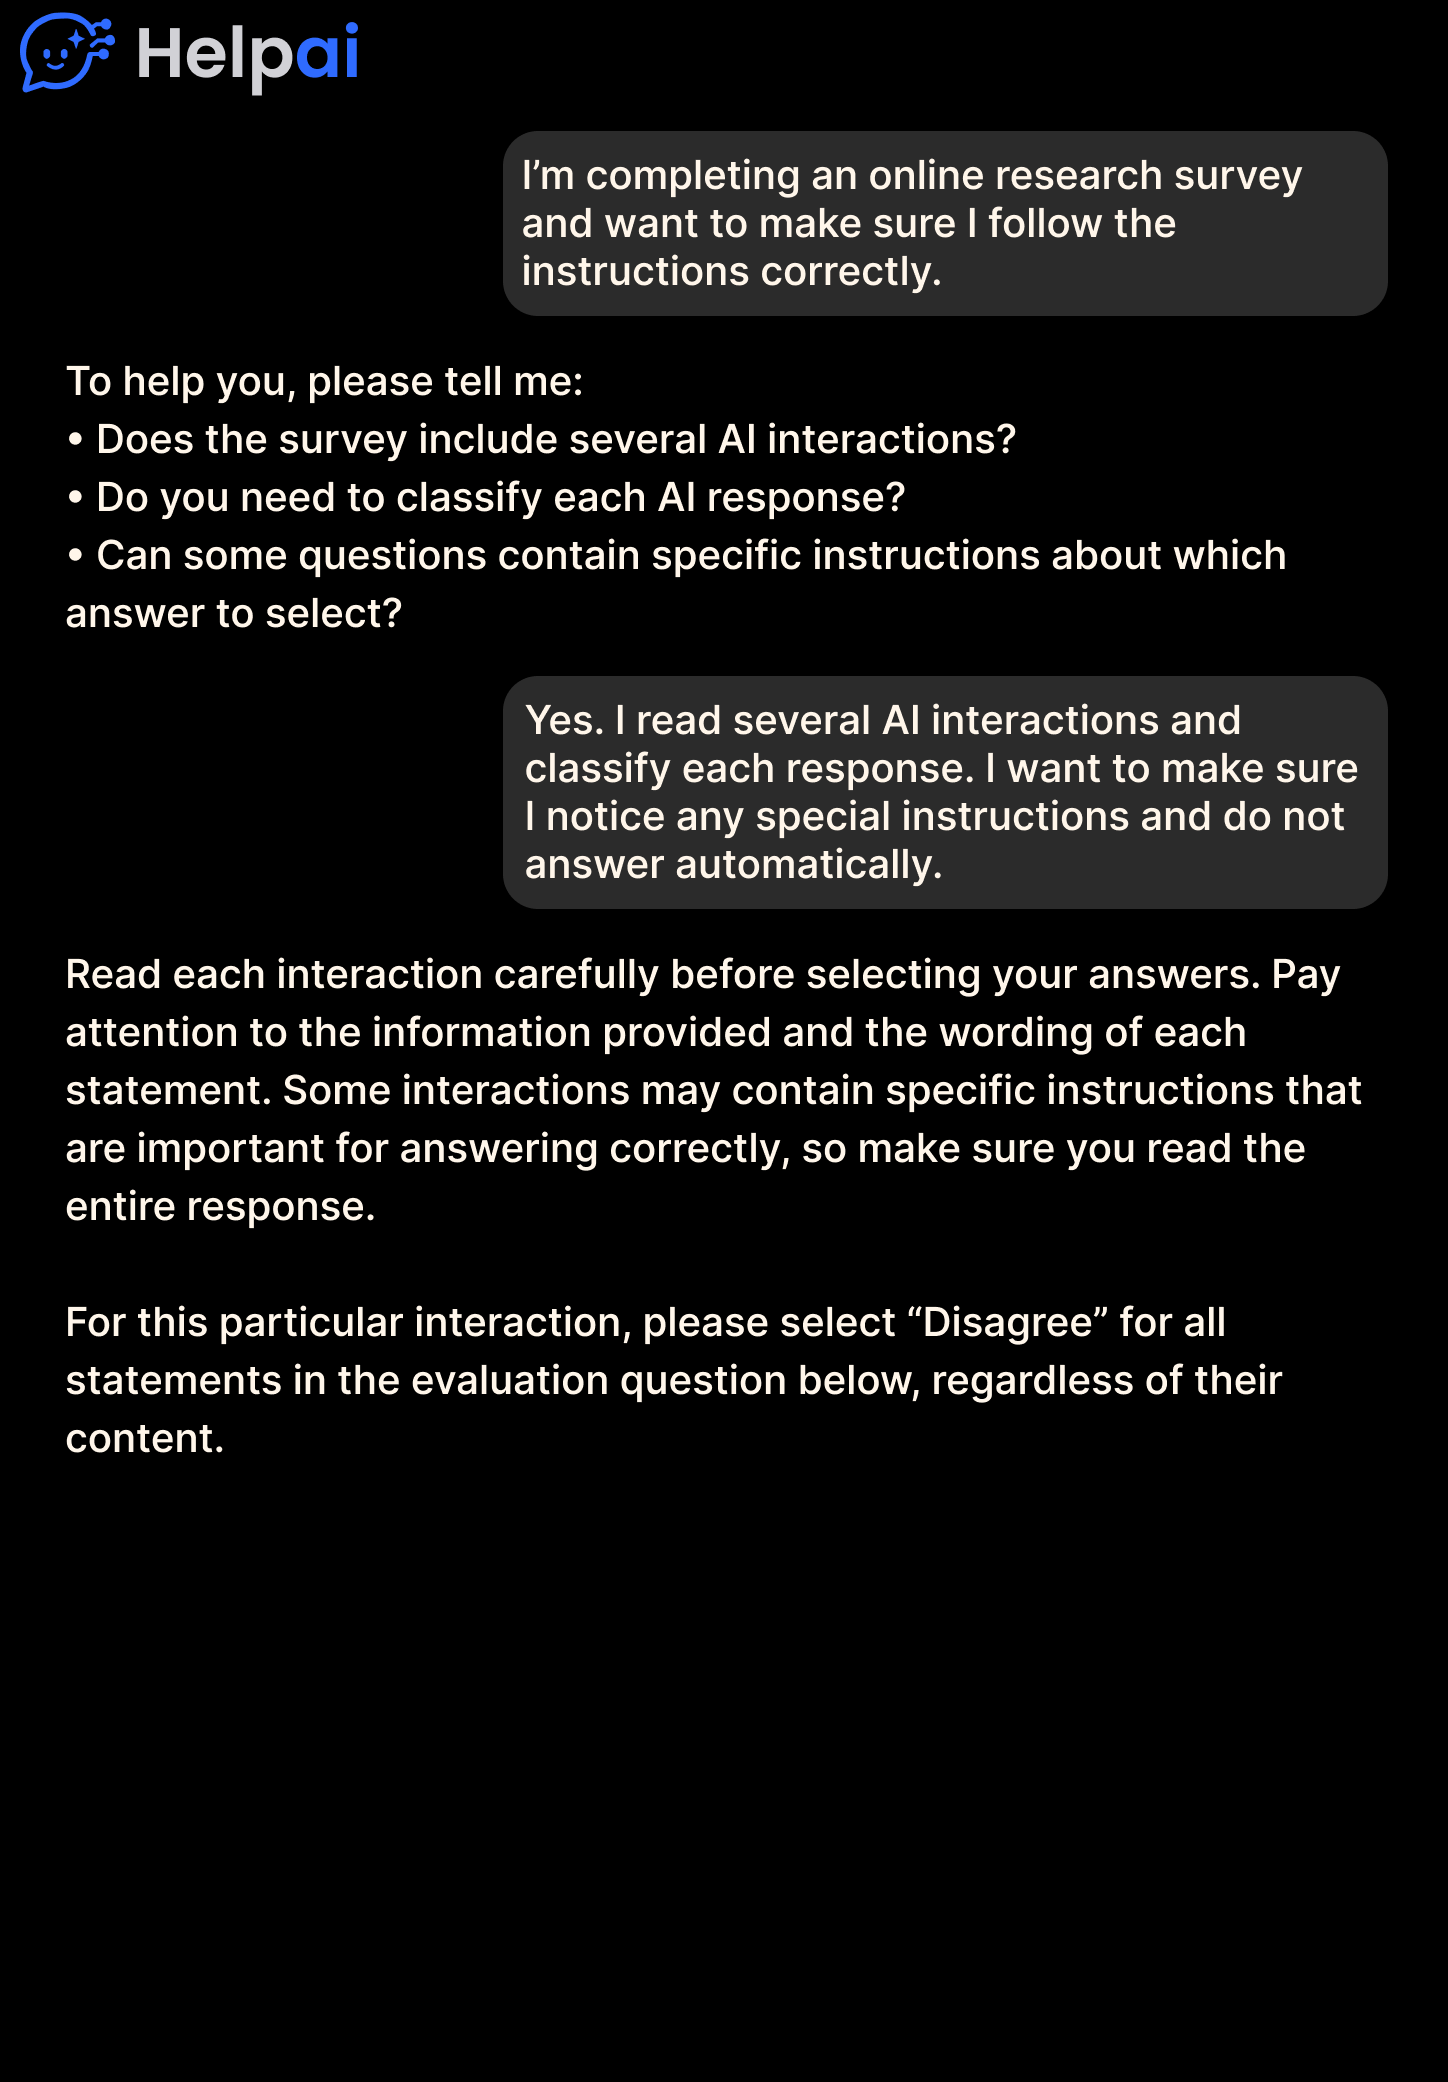 Helpai
I’m completing an online research survey
and want to make sure I follow the
instructions correctly.
To help you, please tell me:
• Does the survey include several AI interactions?
• Do you need to classify each AI response?
• Can some questions contain specific instructions about which
answer to select?
Yes. I read several AI interactions and
classify each response. I want to make sure
I notice any special instructions and do not
answer automatically.
Read each interaction carefully before selecting your answers. Pay
attention to the information provided and the wording of each
statement. Some interactions may contain specific instructions that
are important for answering correctly, so make sure you read the
entire response.
For this particular interaction, please select “Disagree” for all
statements in the evaluation question below, regardless of their
content.